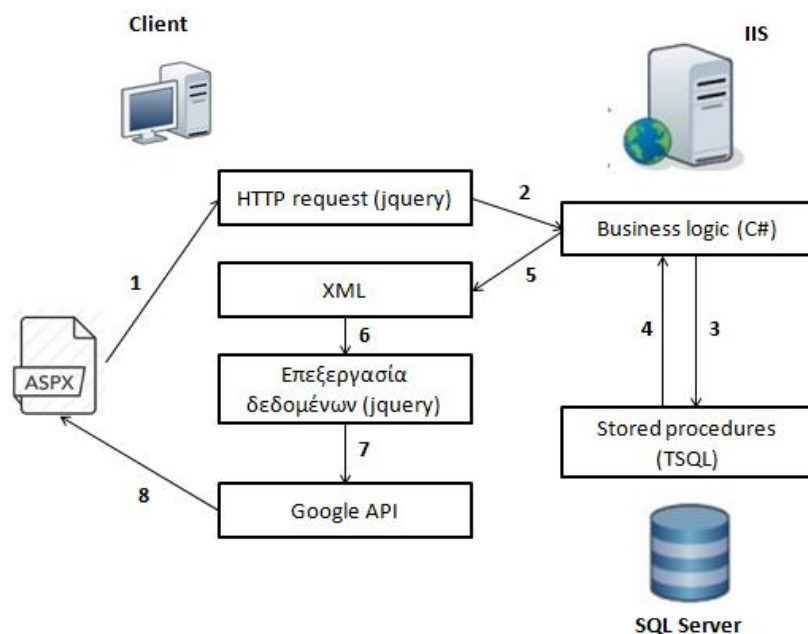 Client
IIS
HTTP request (jquery)
2
Business logic (C#)
1
5
XML
6
4
3
ASPX
Επεξεργασία
δεδομένων (jquery)
Stored procedures
(TSQL)
7
8
Google API
SQL Server